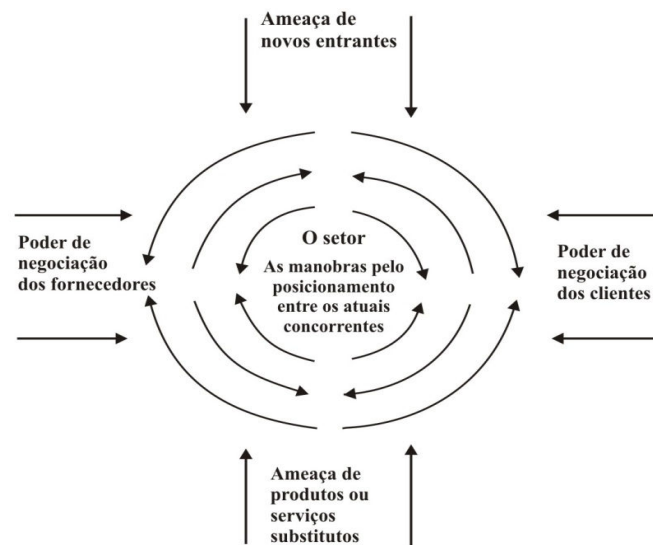 Ameaça de
novos entrantes
Poder de
negociação
dos fornecedores
O setor
As manobras pelo
posicionamento
entre os atuais
concorrentes
Poder de
negociação
dos clientes
Ameaça de
produtos ou
serviços
substitutos